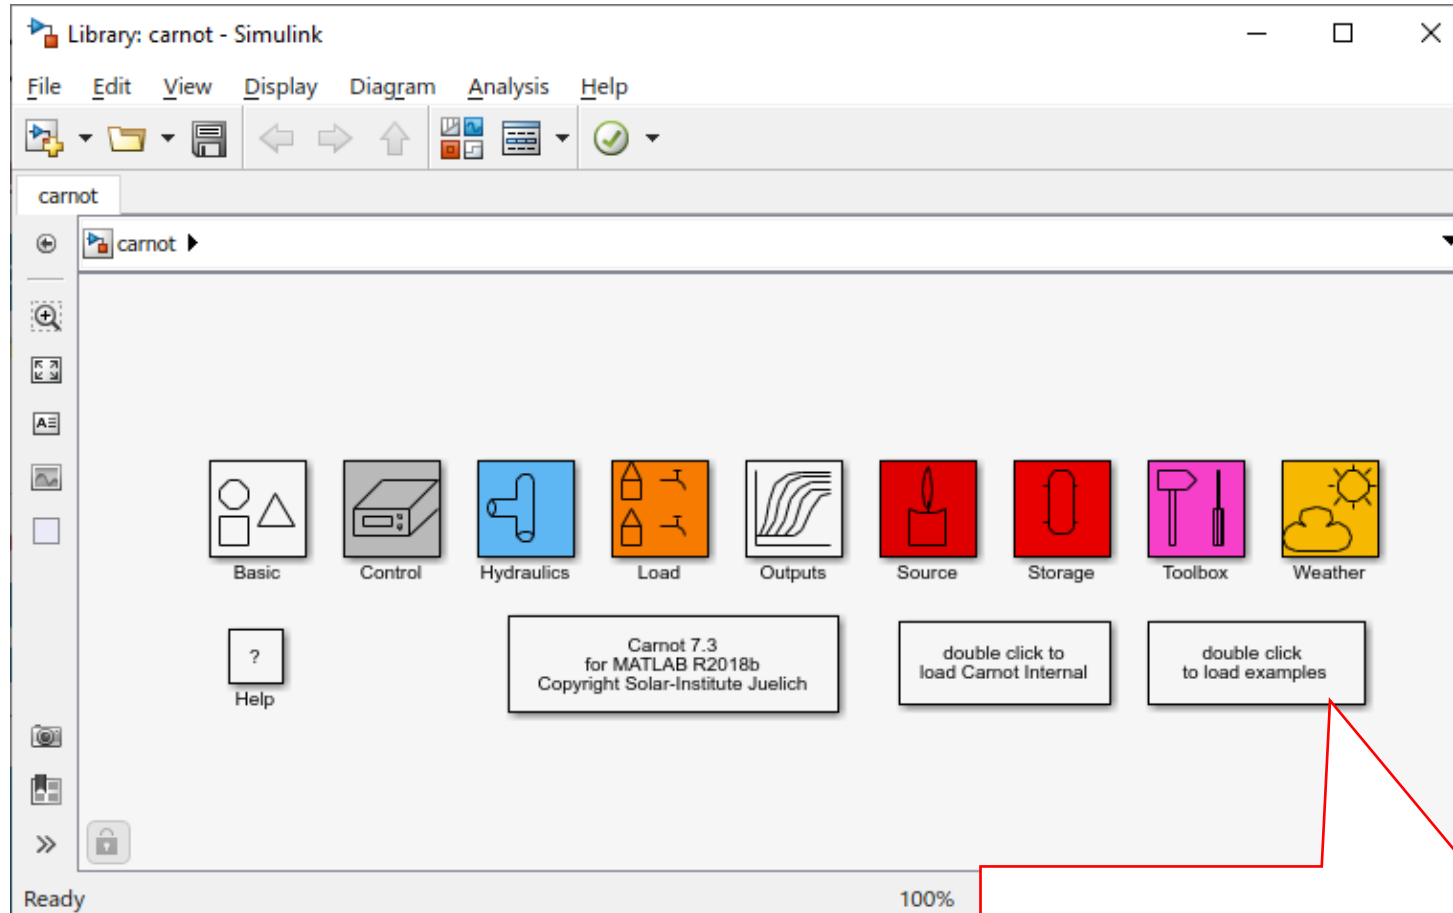 Library: carnot - Simulink
File Edit View Display Diagram Analysis Help
carnot
carnot
Basic Control Hydraulics Load Outputs Source Storage Toolbox Weather
?
Help
Carnot 7.3
for MATLAB R2018b
Copyright Solar-Institute Juelich
double click to
load Carnot Internal
double click
to load examples
Ready 100%